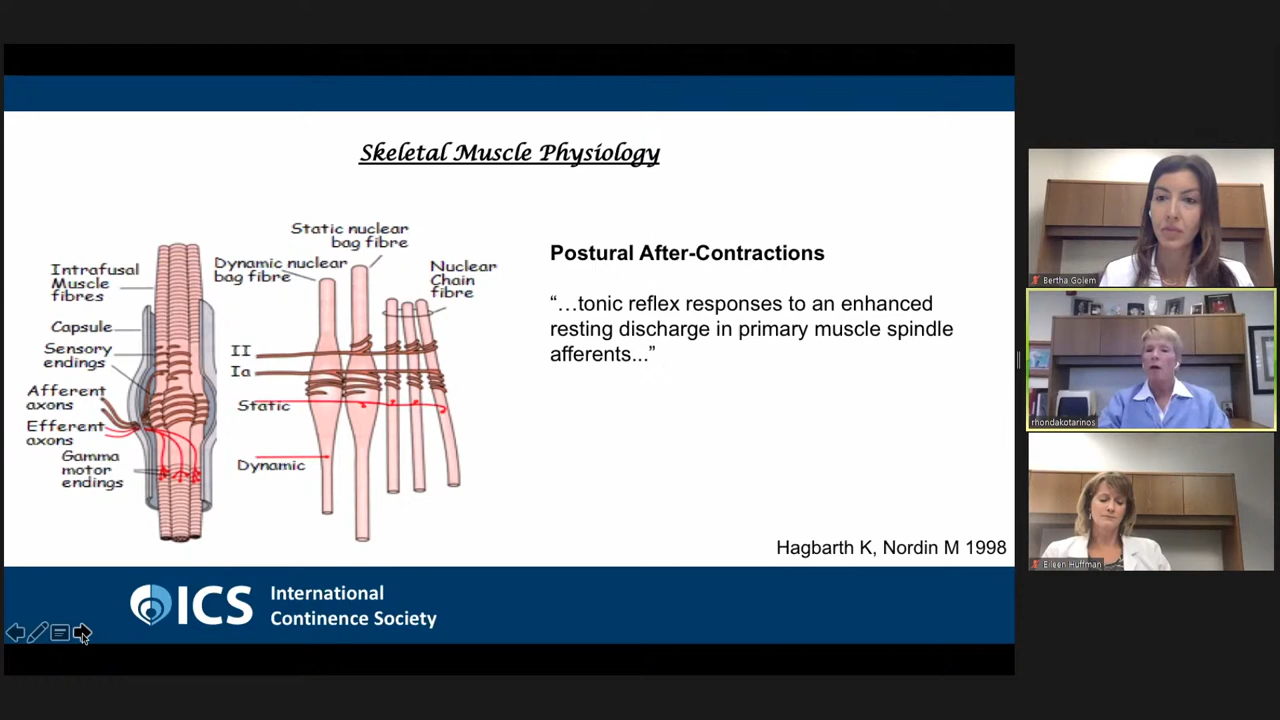 Skeletal Muscle Physiology
Static nuclear
bag fibre
Dynamic nuclear
bag fibre
Nuclear
Chain
fibre
Intrafusal
Muscle
fibres
Capsule
Sensory
endings
Afferent
axons
Efferent
axons
Gamma
motor
endings
II
Ia
Static
Dynamic
Postural After-Contractions
“…tonic reflex responses to an enhanced
resting discharge in primary muscle spindle
afferents...”
Hagbarth K, Nordin M 1998
ICS
International
Continence Society
Bertha Golem
rhondakotarinos
Eileen Huffman